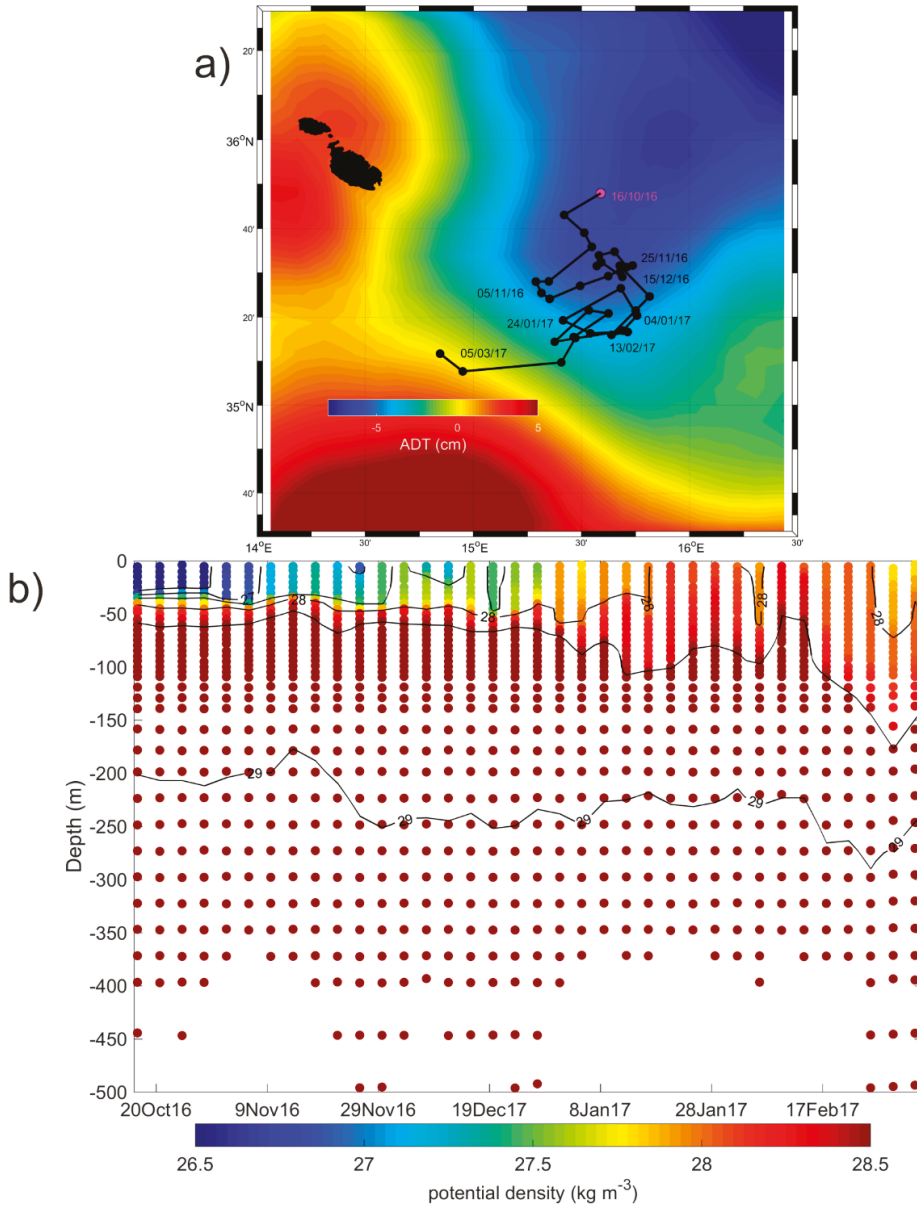 a)
20'
36°N
40'
20'
35°N
40'
14°E
30'
15°E
30'
16°E
30'
16/10/16
25/11/16
15/12/16
05/11/16
04/01/17
24/01/17
13/02/17
05/03/17
-5
0
5
ADT (cm)
b)
0
-50
-100
-150
-200
-250
-300
-350
-400
-450
-500
Depth (m)
27
28
28
28
28
28
29
29
29
29
29
20Oct16
9Nov16
29Nov16
19Dec17
8Jan17
28Jan17
17Feb17
26.5
27
27.5
28
28.5
potential density (kg m⁻³)